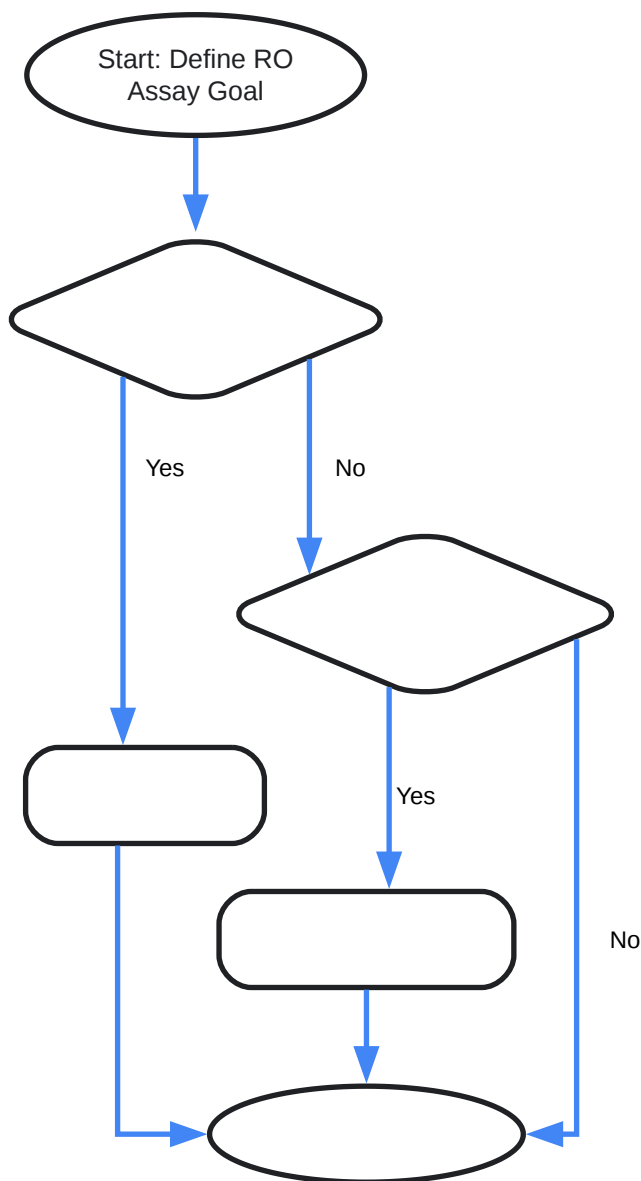 Start: Define RO
Assay Goal
Yes
No
Yes
No